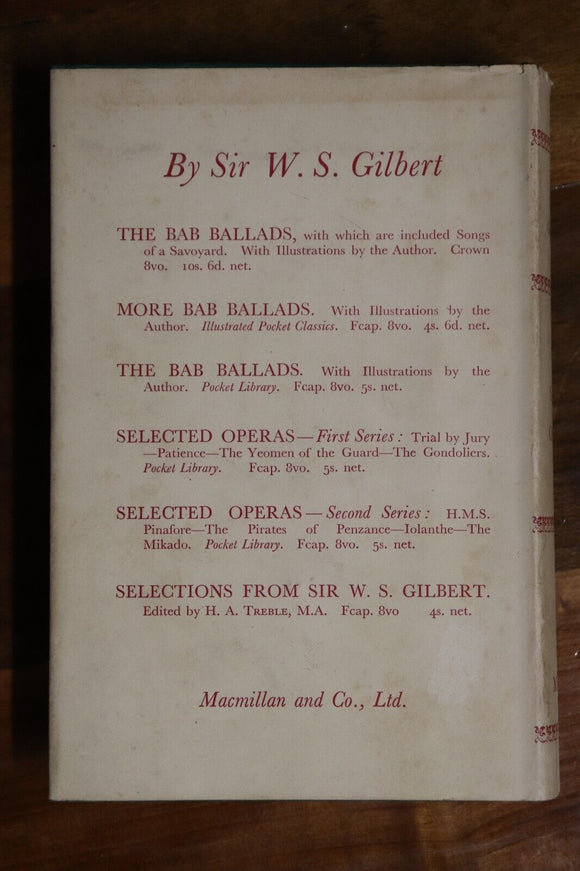 By Sir W. S. Gilbert
THE BAB BALLADS, with which are included Songs
of a Savoyard. With Illustrations by the Author. Crown
8vo. 10s. 6d. net.
MORE BAB BALLADS. With Illustrations by the
Author. Illustrated Pocket Classics. Fcap. 8vo. 4s. 6d. net.
THE BAB BALLADS. With Illustrations by the
Author. Pocket Library. Fcap. 8vo. 5s. net.
SELECTED OPERAS—First Series: Trial by Jury
—Patience—The Yeomen of the Guard—The Gondoliers.
Pocket Library. Fcap. 8vo. 5s. net.
SELECTED OPERAS—Second Series: H.M.S.
Pinafore—The Pirates of Penzance—Iolanthe—The
Mikado. Pocket Library. Fcap. 8vo. 5s. net.
SELECTIONS FROM SIR W. S. GILBERT.
Edited by H. A. TREBLE, M.A. Fcap. 8vo 4s. net.
Macmillan and Co., Ltd.